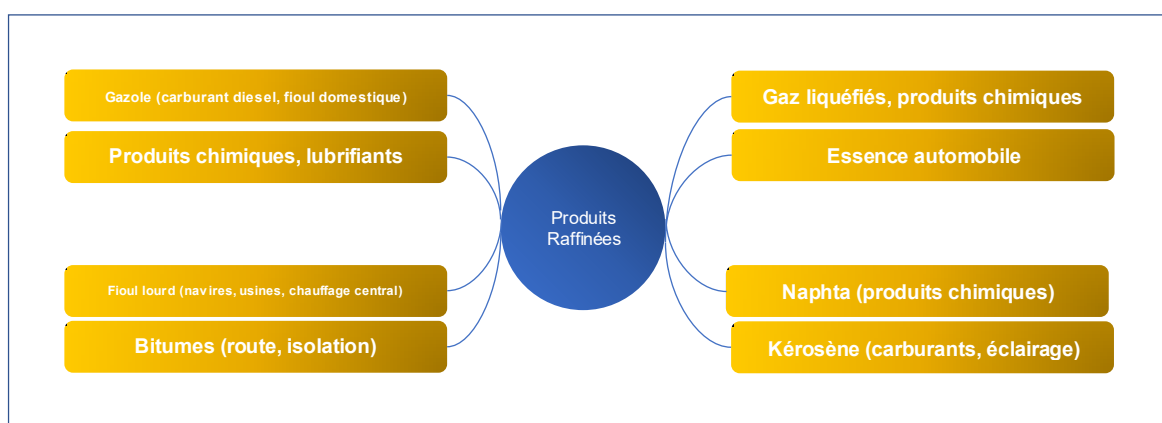 Gazole (carburant diesel, fioul domestique)
Produits chimiques, lubrifiants
Fioul lourd (navires, usines, chauffage central)
Bitumes (route, isolation)
Produits
Raffinées
Gaz liquéfiés, produits chimiques
Essence automobile
Naphta (produits chimiques)
Kérosène (carburants, éclairage)